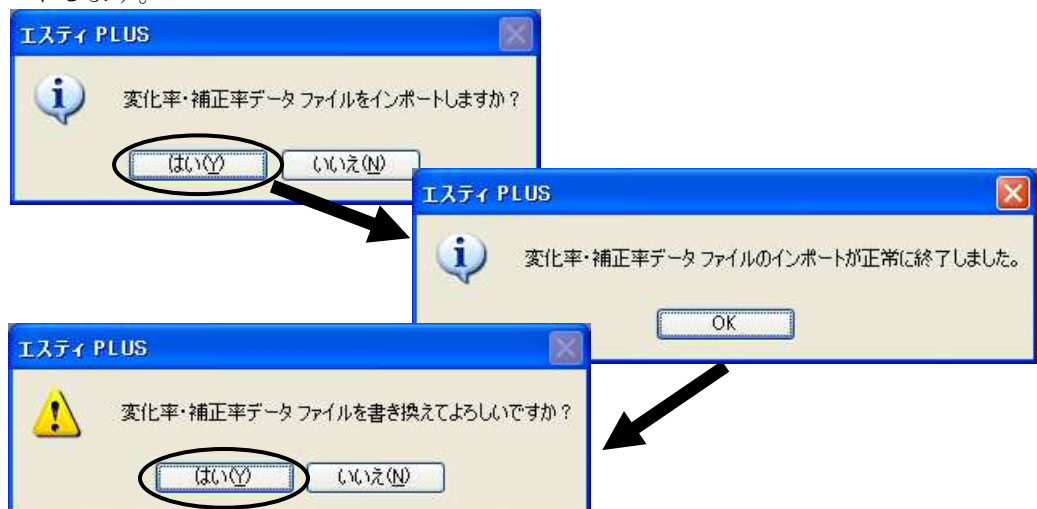 エスティ PLUS
変化率・補正率データ ファイルをインポートしますか？
はい(Y) いいえ(N)
エスティ PLUS
変化率・補正率データ ファイルのインポートが正常に終了しました。
OK
エスティ PLUS
変化率・補正率データ ファイルを書き換えてよろしいですか？
はい(Y) いいえ(N)